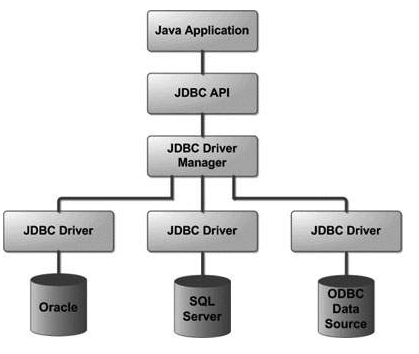 Java Application
JDBC API
JDBC Driver
Manager
JDBC Driver
JDBC Driver
JDBC Driver
Oracle
SQL
Server
ODBC
Data
Source